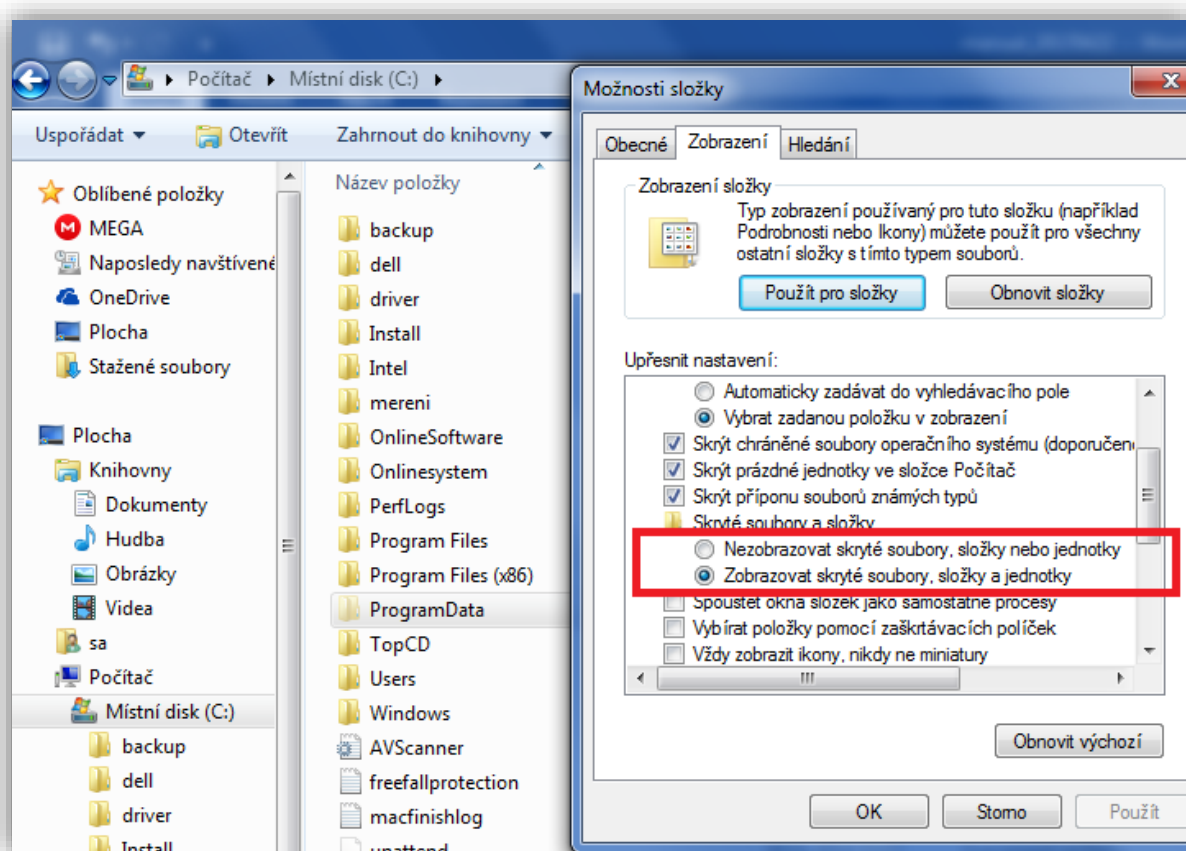 Počítač
Místní disk (C:)
Uspořádat
Otevřít
Zahrnout do knihovny
Oblíbené položky
MEGA
Naposledy navštívené
OneDrive
Plocha
Stažené soubory
Plocha
Knihovny
Dokumenty
Hudba
Obrázky
Videa
sa
Počítač
Místní disk (C:)
backup
dell
driver
Install
Název položky
backup
dell
driver
Install
Intel
mereni
OnlineSoftware
Onlinesystem
PerfLogs
Program Files
Program Files (x86)
ProgramData
TopCD
Users
Windows
AVScanner
freefallprotection
macfinishlog
unattend
Možnosti složky
Obecné
Zobrazení
Hledání
Zobrazení složky
Typ zobrazení používaný pro tuto složku (například
Podrobnosti nebo Ikony) můžete použít pro všechny
ostatní složky s tímto typem souborů.
Použít pro složky
Obnovit složky
Upřesnit nastavení:
Automaticky zadávat do vyhledávacího pole
Vybrat zadanou položku v zobrazení
Skrýt chráněné soubory operačního systému (doporučeno
Skrýt prázdné jednotky ve složce Počítač
Skrýt příponu souborů známých typů
Skryté soubory a složky
Nezobrazovat skryté soubory, složky nebo jednotky
Zobrazovat skryté soubory, složky a jednotky
Spouštět okna složek jako samostatné procesy
Vybírat položky pomocí zaškrtávacích políček
Vždy zobrazit ikony, nikdy ne miniatury
Obnovit výchozí
OK
Storno
Použít